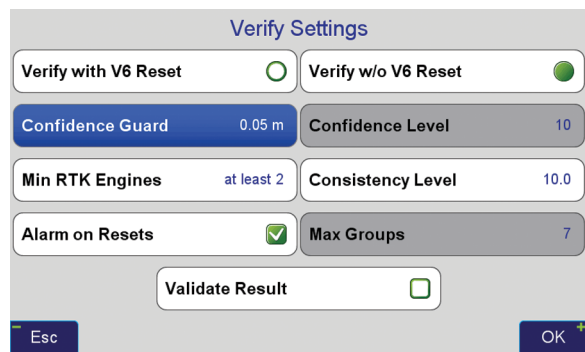 Verify Settings
Verify with V6 Reset
Verify w/o V6 Reset
Confidence Guard 0.05 m
Confidence Level 10
Min RTK Engines at least 2
Consistency Level 10.0
Alarm on Resets
Max Groups 7
Validate Result
- Esc
OK +